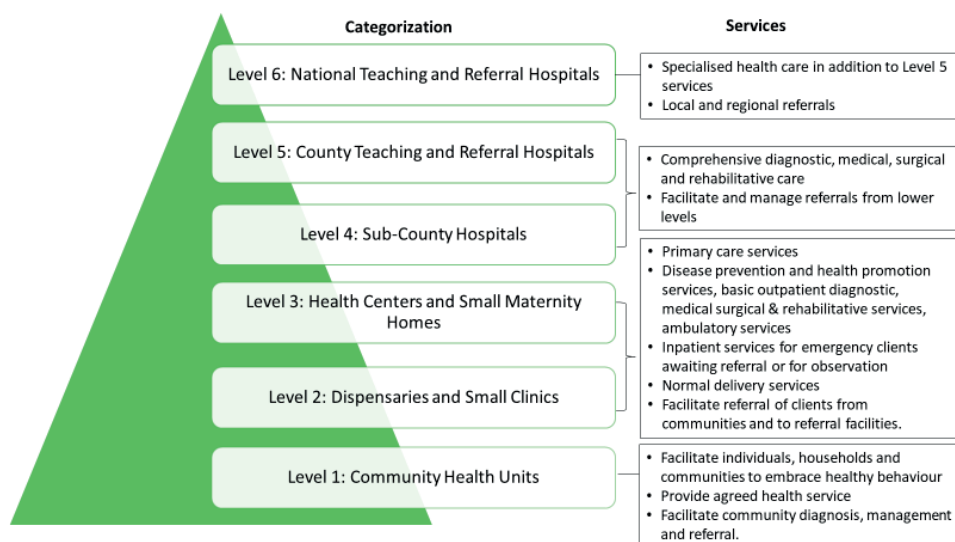 Categorization
Services
Level 6: National Teaching and Referral Hospitals
• Specialised health care in addition to Level 5
services
• Local and regional referrals
Level 5: County Teaching and Referral Hospitals
Level 4: Sub-County Hospitals
• Comprehensive diagnostic, medical, surgical
and rehabilitative care
• Facilitate and manage referrals from lower
levels
Level 3: Health Centers and Small Maternity
Homes
Level 2: Dispensaries and Small Clinics
• Primary care services
• Disease prevention and health promotion
services, basic outpatient diagnostic,
medical surgical & rehabilitative services,
ambulatory services
• Inpatient services for emergency clients
awaiting referral or for observation
• Normal delivery services
• Facilitate referral of clients from
communities and to referral facilities.
Level 1: Community Health Units
• Facilitate individuals, households and
communities to embrace healthy behaviour
• Provide agreed health service
• Facilitate community diagnosis, management
and referral.